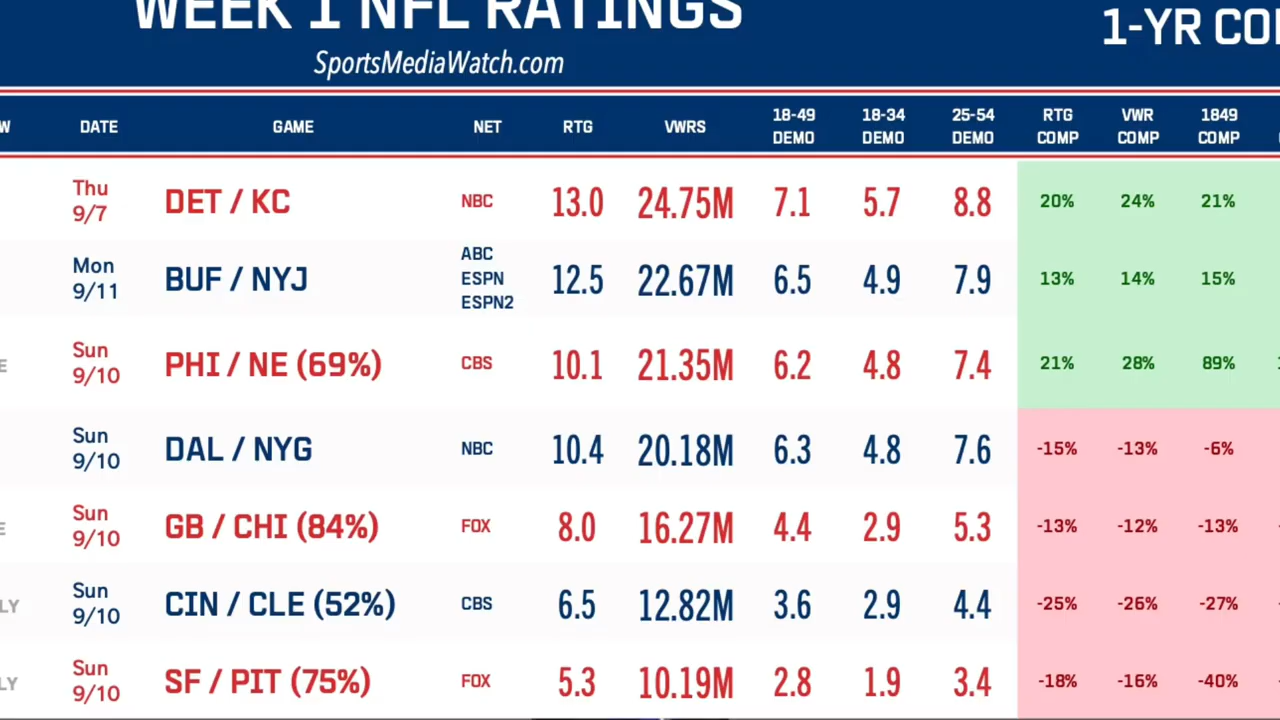 WEEK 1 NFL RATINGS
SportsMediaWatch.com
1-YR
W DATE GAME NET RTG VWRS 18-49 DEMO 18-34 DEMO 25-54 DEMO RTG COMP VWR COMP 1849 COMP
Thu 9/7 DET / KC NBC 13.0 24.75M 7.1 5.7 8.8 20% 24% 21%
Mon 9/11 BUF / NYJ ABC ESPN ESPN2 12.5 22.67M 6.5 4.9 7.9 13% 14% 15%
E Sun 9/10 PHI / NE (69%) CBS 10.1 21.35M 6.2 4.8 7.4 21% 28% 89%
Sun 9/10 DAL / NYG NBC 10.4 20.18M 6.3 4.8 7.6 -15% -13% -6%
E Sun 9/10 GB / CHI (84%) FOX 8.0 16.27M 4.4 2.9 5.3 -13% -12% -13%
LY Sun 9/10 CIN / CLE (52%) CBS 6.5 12.82M 3.6 2.9 4.4 -25% -26% -27%
LY Sun 9/10 SF / PIT (75%) FOX 5.3 10.19M 2.8 1.9 3.4 -18% -16% -40%